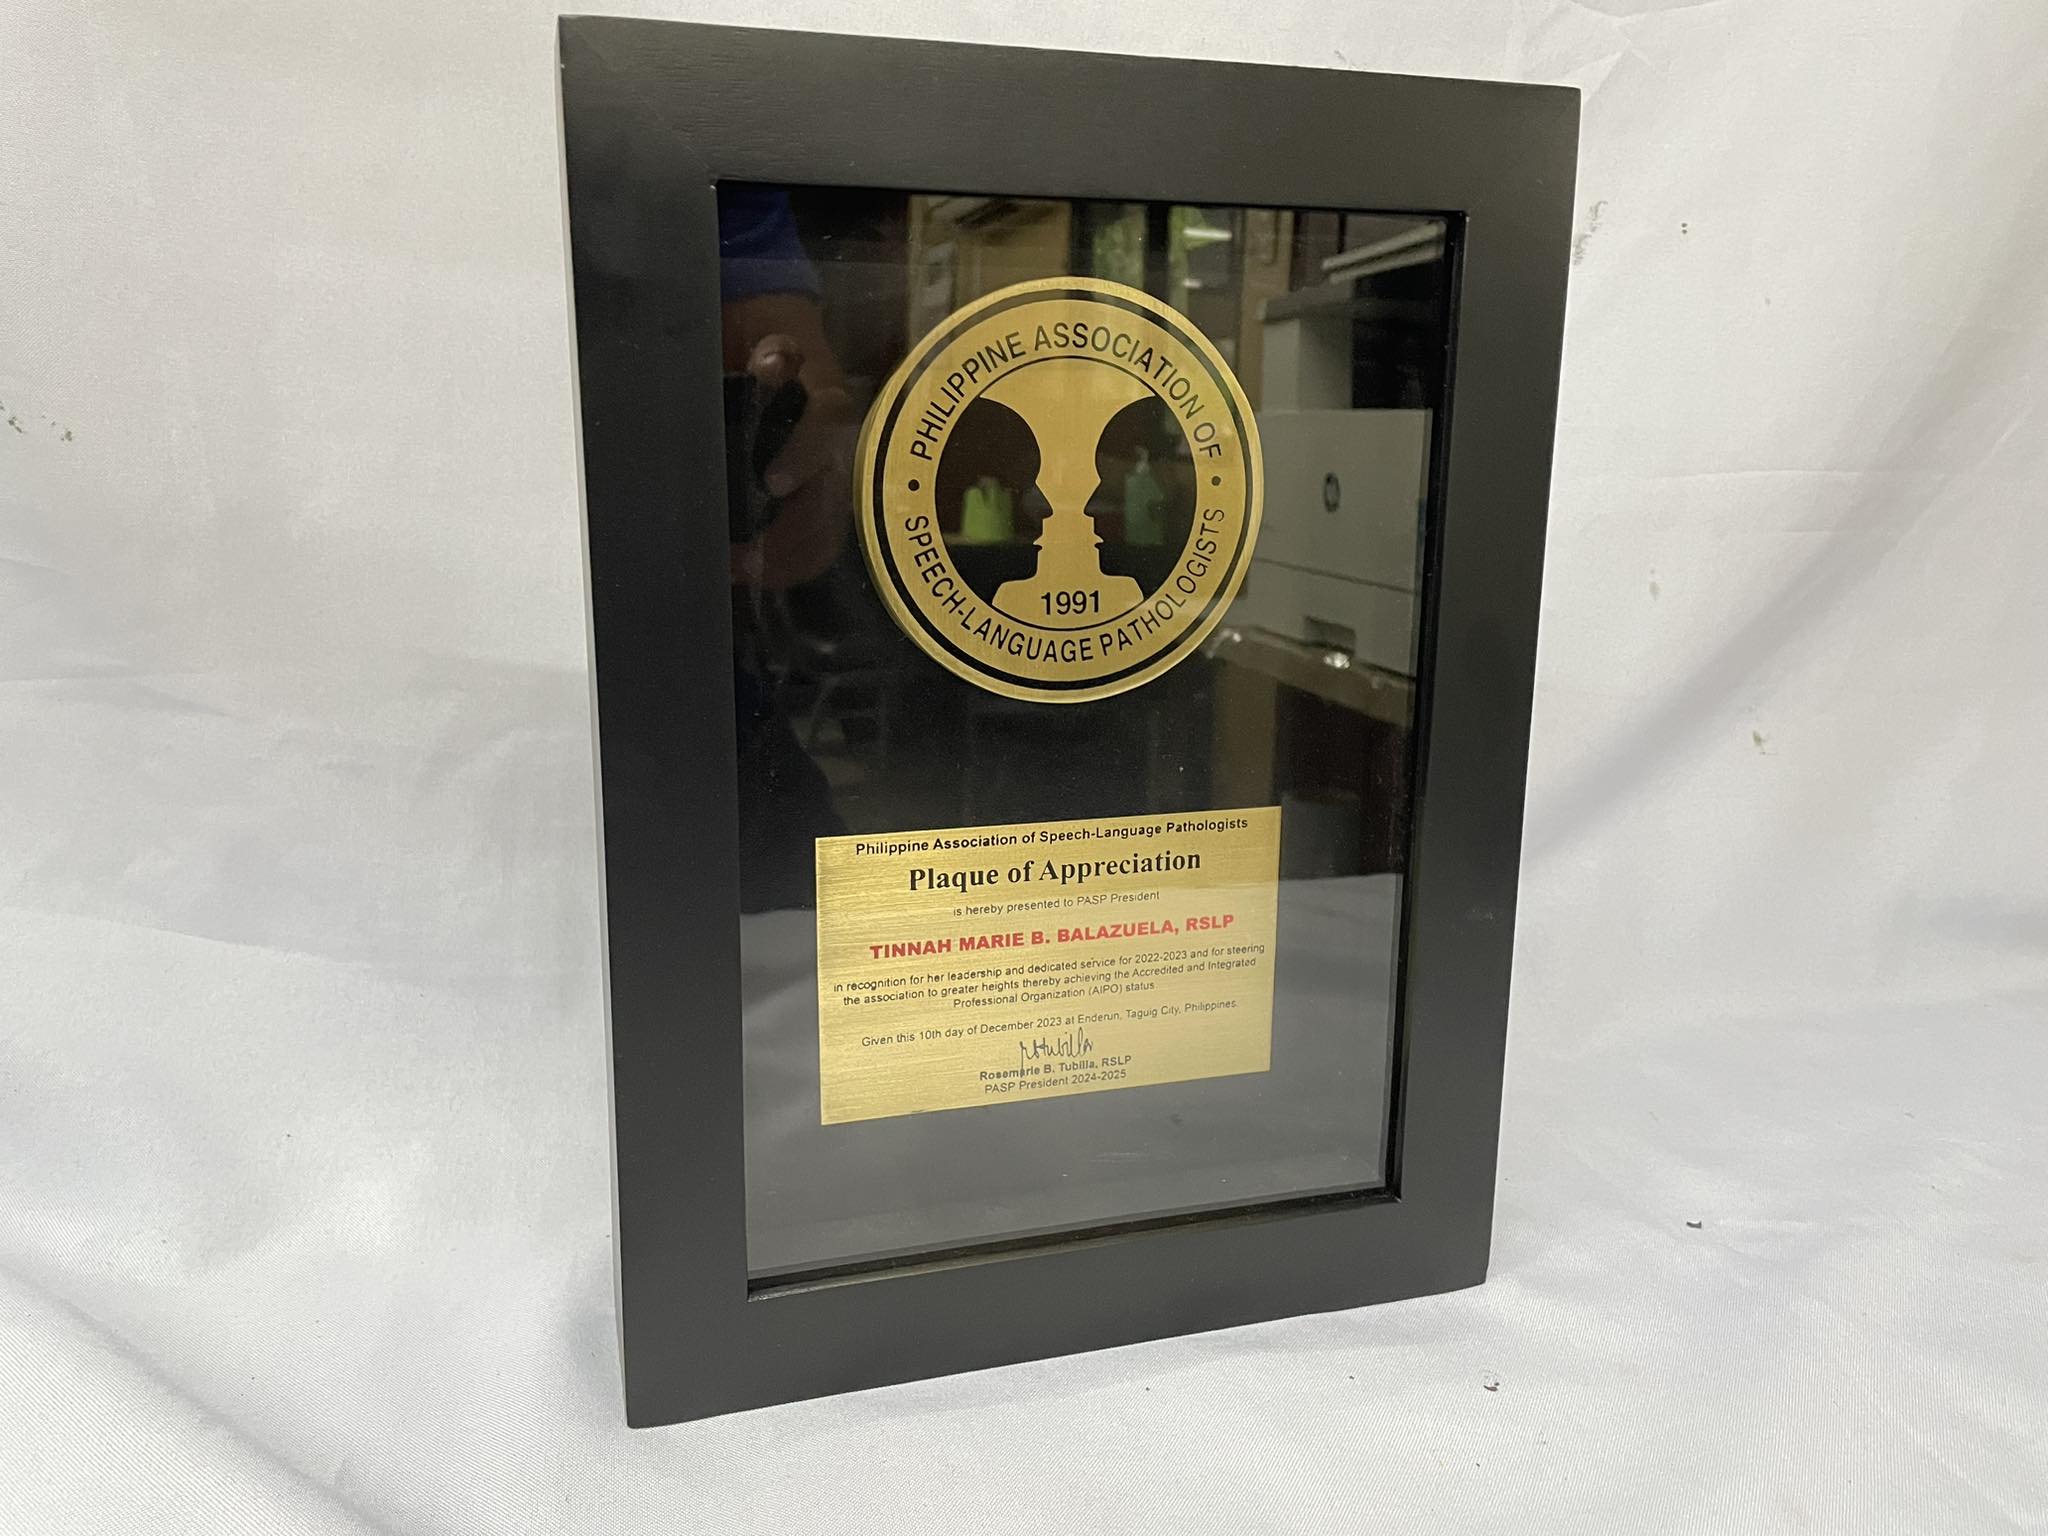 PHILIPPINE ASSOCIATION OF
SPEECH-LANGUAGE PATHOLOGISTS
1991
Philippine Association of Speech-Language Pathologists
Plaque of Appreciation
is hereby presented to PASP President
TINNAH MARIE B. BALAZUELA, RSLP
in recognition for her leadership and dedicated service for 2022-2023 and for steering
the association to greater heights thereby achieving the Accredited and Integrated
Professional Organization (AIPO) status
Given this 10th day of December 2023 at Enderun, Taguig City, Philippines.
Rosemarie B. Tubilla, RSLP
PASP President 2024-2025